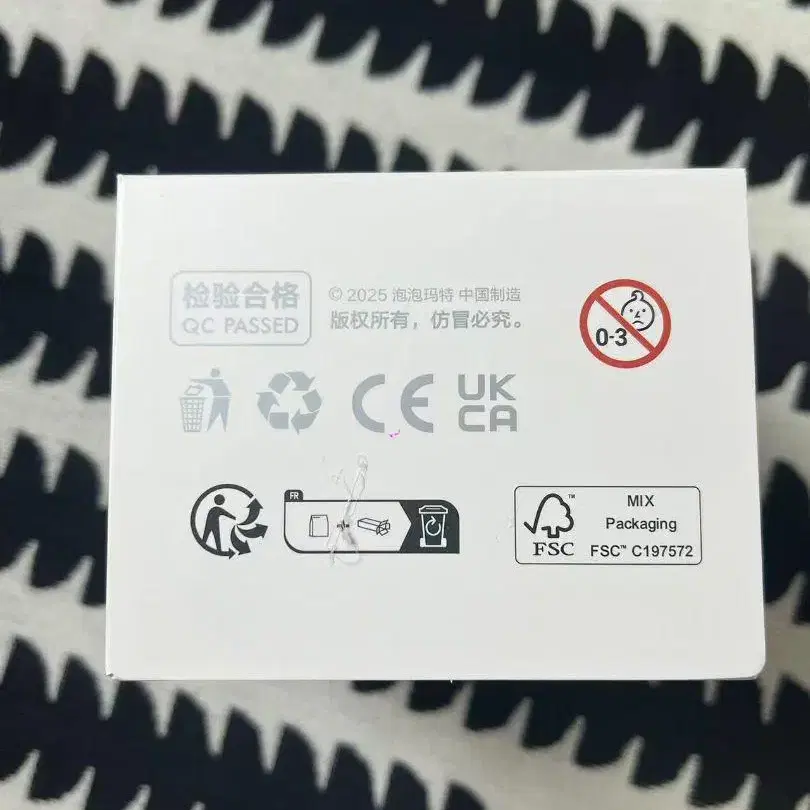 检验合格
QC PASSED
© 2025 泡泡玛特 中国制造
版权所有，仿冒必究。
0-3
CE
UK
CA
FR
FSC™
MIX
Packaging
FSC™ C197572